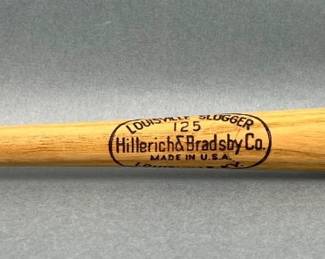 LOUISVILLE SLUGGER
125
Hillerich & Bradsby Co.
MADE IN U.S.A.